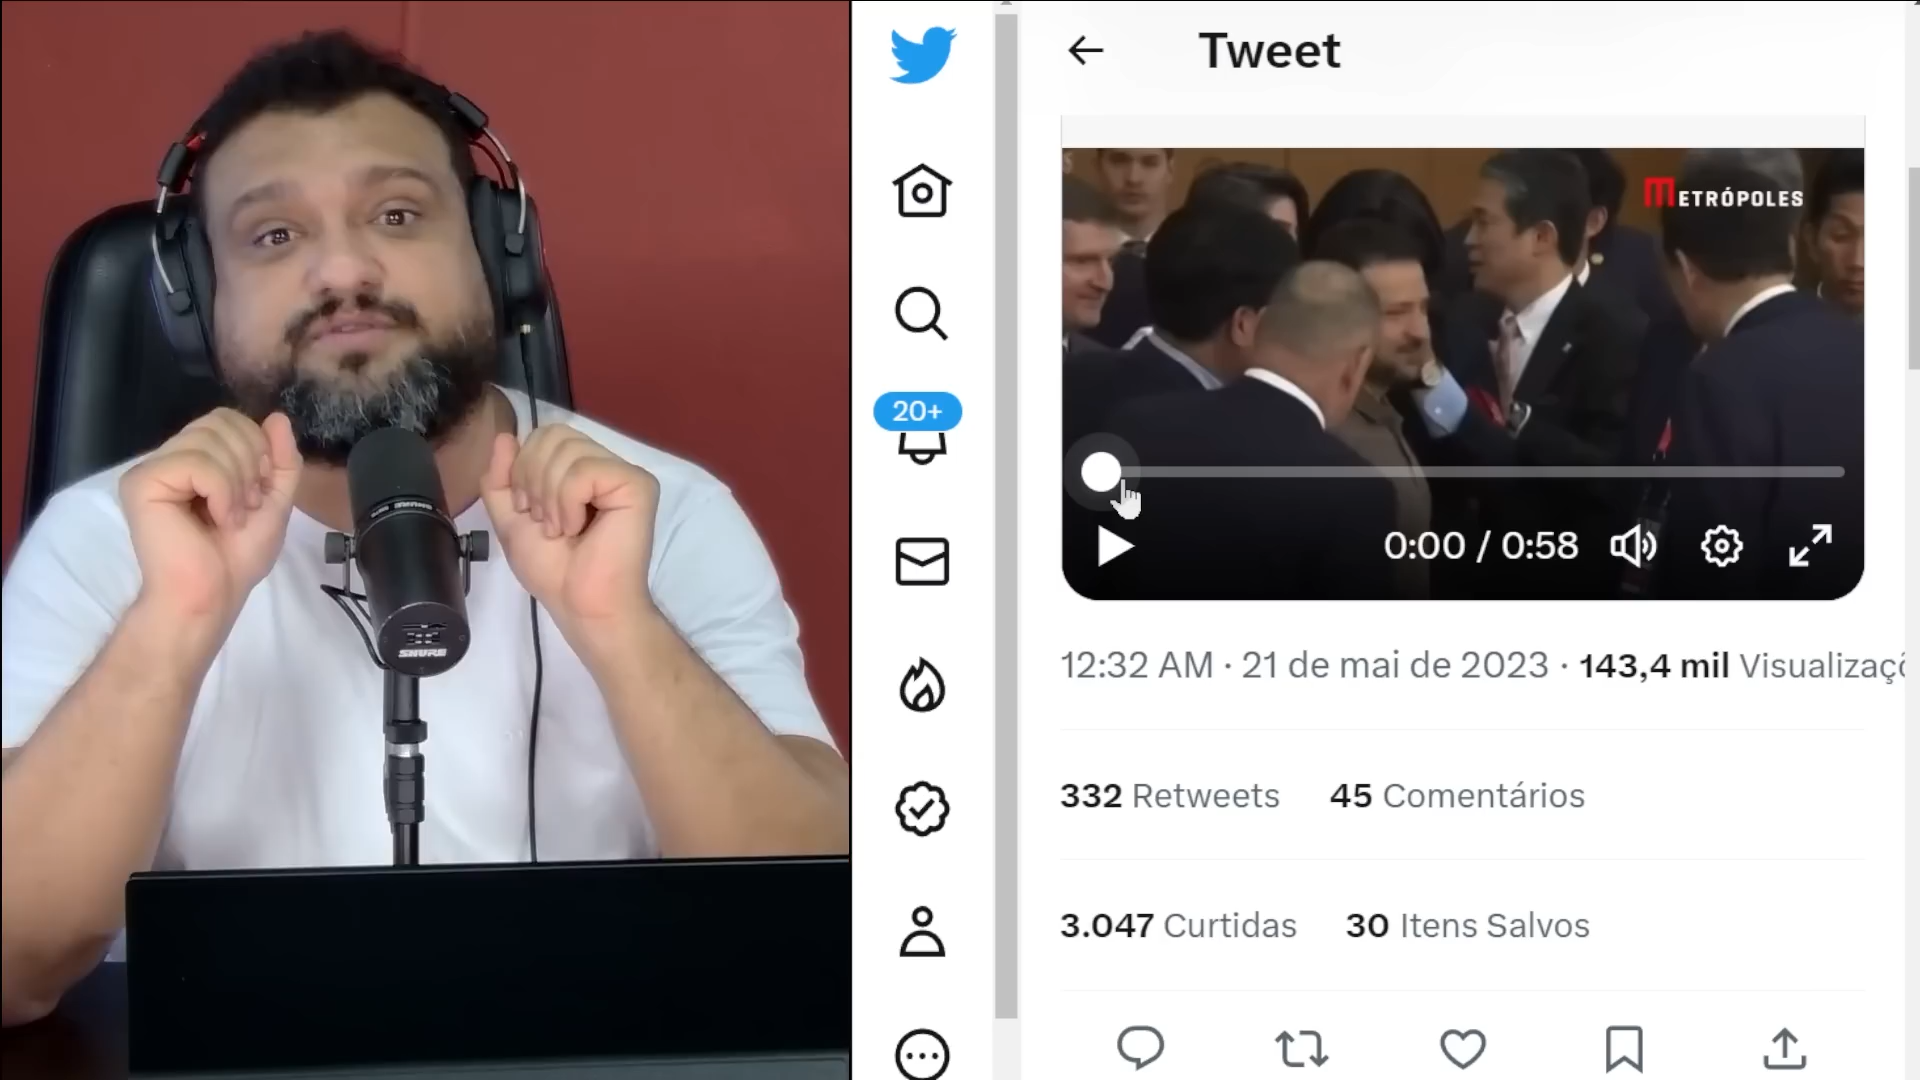 SHURE
20+
Tweet
METRÓPOLES
0:00 / 0:58
12:32 AM · 21 de mai de 2023 · 143,4 mil Visualizaçõ
332 Retweets 45 Comentários
3.047 Curtidas 30 Itens Salvos